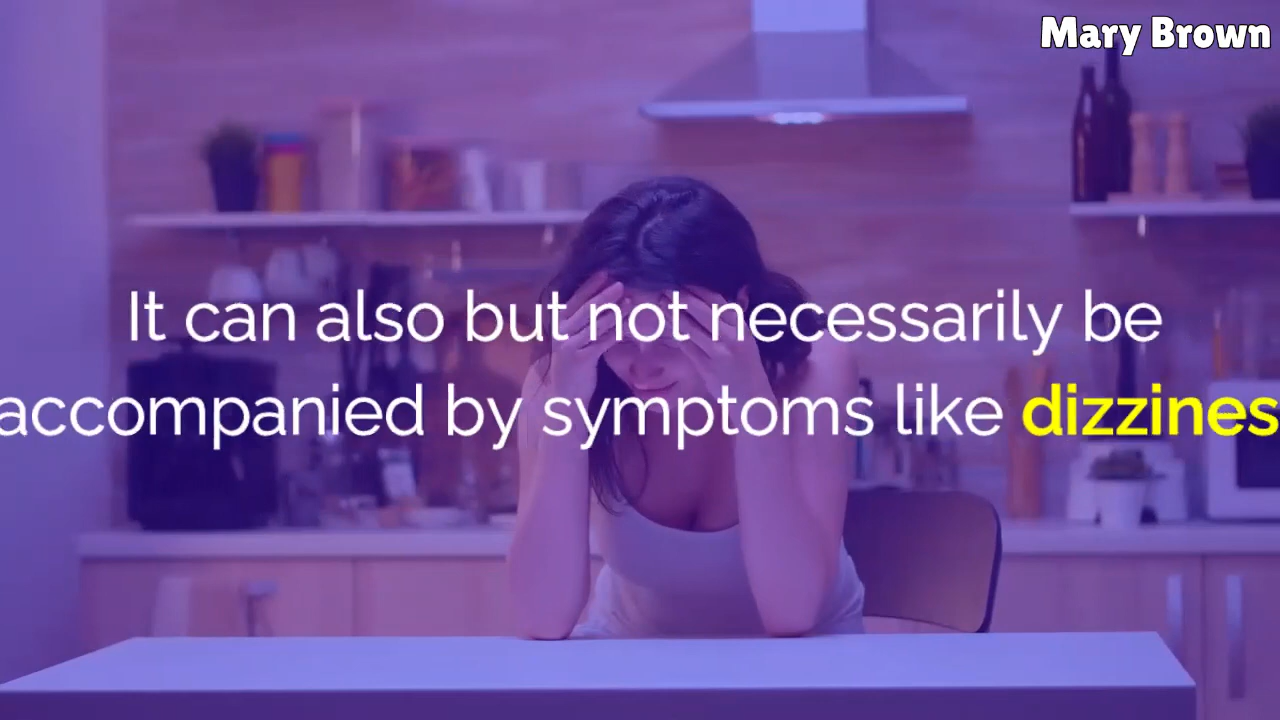 Mary Brown
It can also but not necessarily be
accompanied by symptoms like dizzines